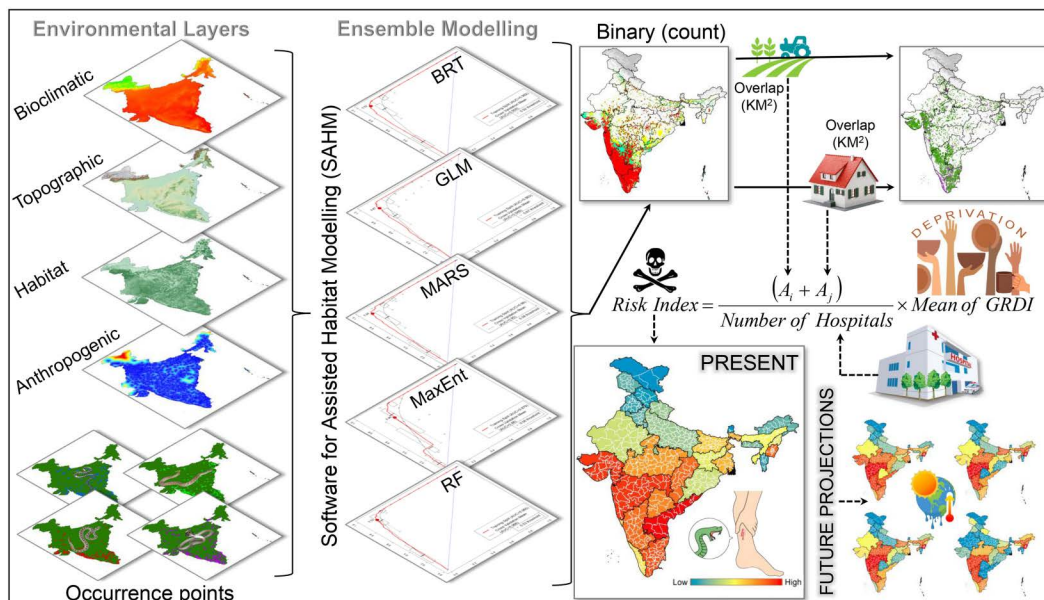 Environmental Layers
Bioclimatic
Topographic
Habitat
Anthropogenic
Occurrence points
Software for Assisted Habitat Modelling (SAHM)
Ensemble Modelling
BRT
GLM
MARS
MaxEnt
RF
Binary (count)
Overlap
(KM²)
Overlap
(KM²)
DEPRIVATION
Risk Index = (Aᵢ + Aⱼ) / Number of Hospitals × Mean of GRDI
Hospital
PRESENT
Low
High
FUTURE PROJECTIONS